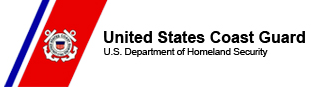 United States Coast Guard
U.S. Department of Homeland Security